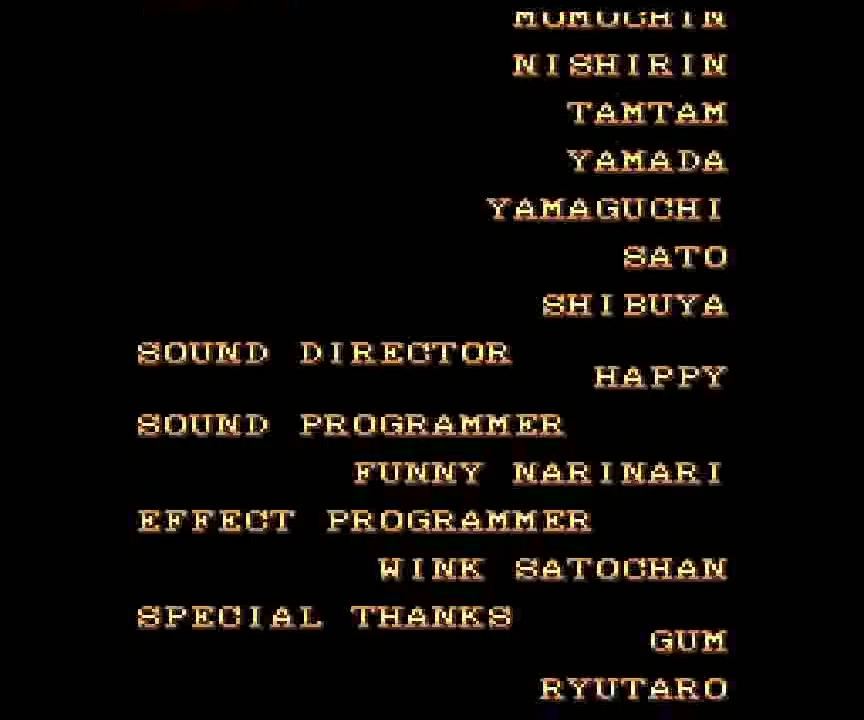 MOMOCHIN
NISHIRIN
TAMTAM
YAMADA
YAMAGUCHI
SATO
SHIBUYA
SOUND DIRECTOR
HAPPY
SOUND PROGRAMMER
FUNNY NARINARI
EFFECT PROGRAMMER
WINK SATOCHAN
SPECIAL THANKS
GUM
RYUTARO